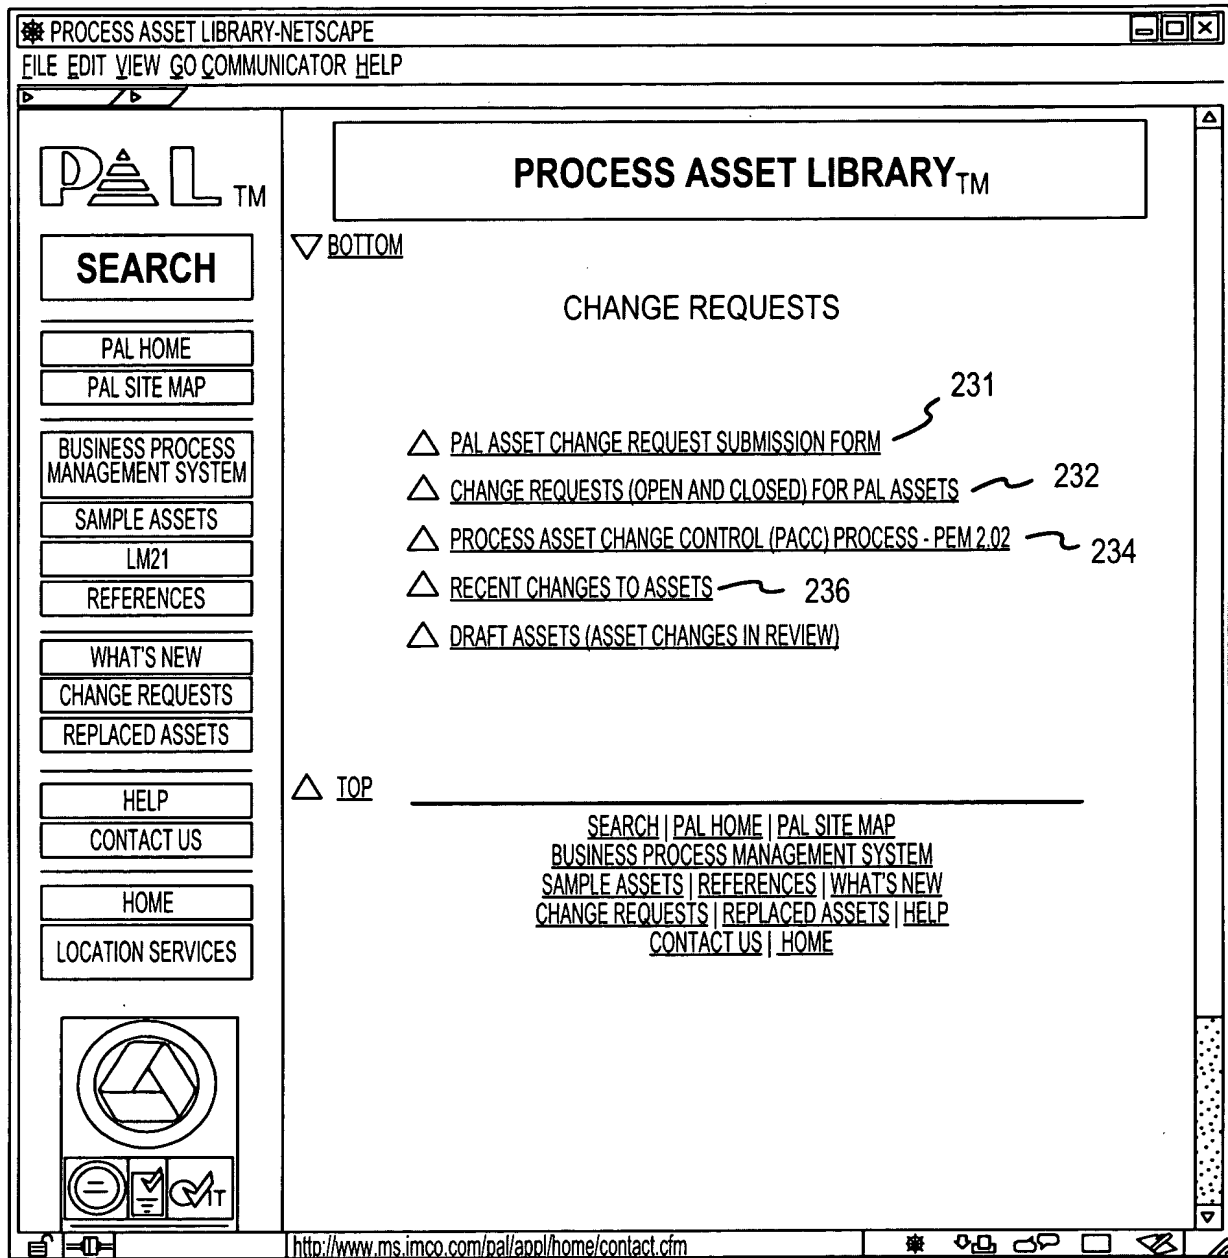 PROCESS ASSET LIBRARY-NETSCAPE
FILE EDIT VIEW GO COMMUNICATOR HELP
PAL TM
SEARCH
PAL HOME
PAL SITE MAP
BUSINESS PROCESS
MANAGEMENT SYSTEM
SAMPLE ASSETS
LM21
REFERENCES
WHAT'S NEW
CHANGE REQUESTS
REPLACED ASSETS
HELP
CONTACT US
HOME
LOCATION SERVICES
IT
PROCESS ASSET LIBRARY TM
BOTTOM
CHANGE REQUESTS
231
PAL ASSET CHANGE REQUEST SUBMISSION FORM
CHANGE REQUESTS (OPEN AND CLOSED) FOR PAL ASSETS 232
PROCESS ASSET CHANGE CONTROL (PACC) PROCESS - PEM 2.02 234
RECENT CHANGES TO ASSETS 236
DRAFT ASSETS (ASSET CHANGES IN REVIEW)
TOP
SEARCH | PAL HOME | PAL SITE MAP
BUSINESS PROCESS MANAGEMENT SYSTEM
SAMPLE ASSETS | REFERENCES | WHAT'S NEW
CHANGE REQUESTS | REPLACED ASSETS | HELP
CONTACT US | HOME
http://www.ms.imco.com/pal/appl/home/contact.cfm